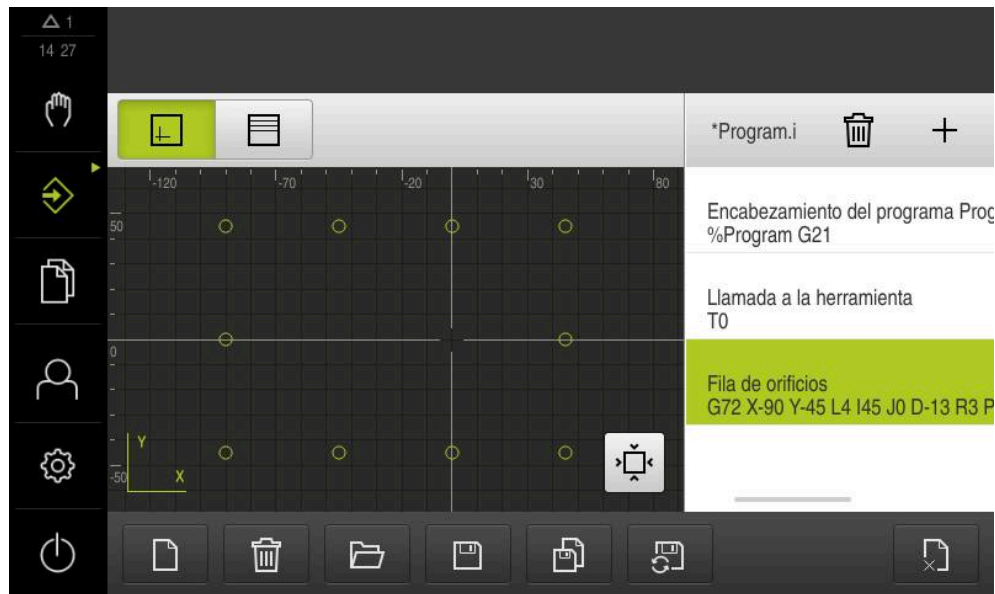 1
14 27
*Program.i
-120 -70 -20 30 80
50
0
-50
Y
X
Encabezamiento del programa Prog
%Program G21
Llamada a la herramienta
T0
Fila de orificios
G72 X-90 Y-45 L4 I45 J0 D-13 R3 P